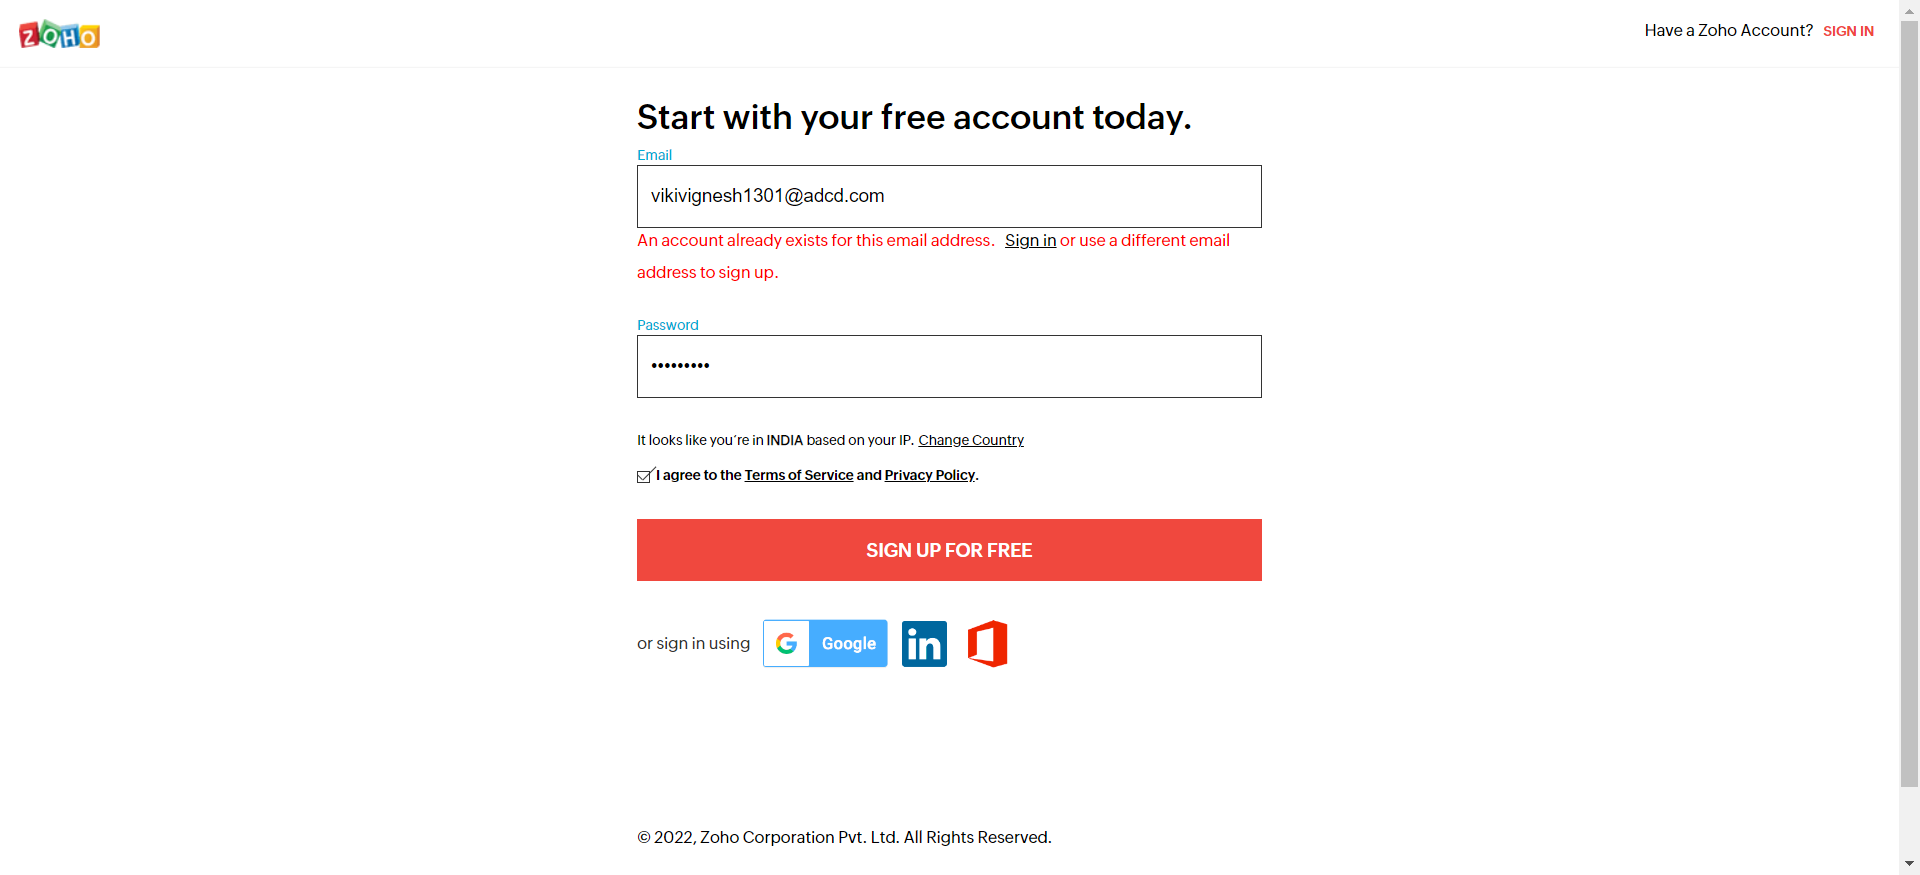 ZOHO
Have a Zoho Account? SIGN IN
Start with your free account today.
Email
vikivignesh1301@adcd.com
An account already exists for this email address. Sign in or use a different email
address to sign up.
Password
•••••••••
It looks like you're in INDIA based on your IP. Change Country
I agree to the Terms of Service and Privacy Policy.
SIGN UP FOR FREE
or sign in using
G Google
in
© 2022, Zoho Corporation Pvt. Ltd. All Rights Reserved.